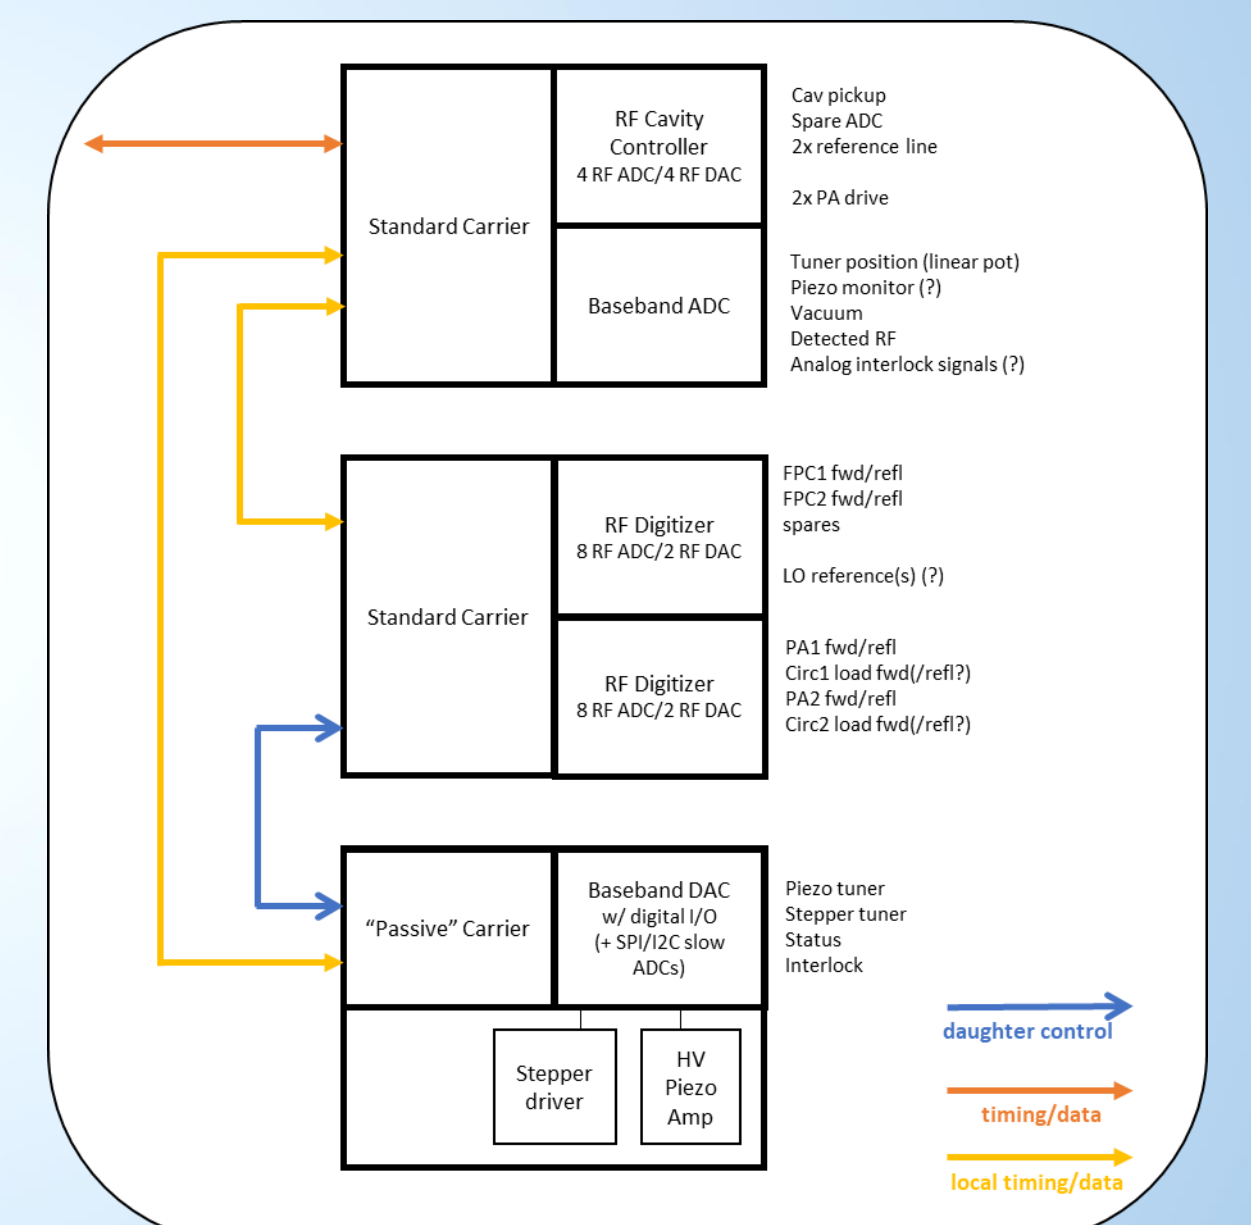 Standard Carrier
RF Cavity
Controller
4 RF ADC/4 RF DAC
Cav pickup
Spare ADC
2x reference line
2x PA drive
Baseband ADC
Tuner position (linear pot)
Piezo monitor (?)
Vacuum
Detected RF
Analog interlock signals (?)
Standard Carrier
RF Digitizer
8 RF ADC/2 RF DAC
FPC1 fwd/refl
FPC2 fwd/refl
spares
LO reference(s) (?)
RF Digitizer
8 RF ADC/2 RF DAC
PA1 fwd/refl
Circ1 load fwd(/refl?)
PA2 fwd/refl
Circ2 load fwd(/refl?)
“Passive” Carrier
Baseband DAC
w/ digital I/O
(+ SPI/I2C slow
ADCs)
Piezo tuner
Stepper tuner
Status
Interlock
Stepper
driver
HV
Piezo
Amp
daughter control
timing/data
local timing/data